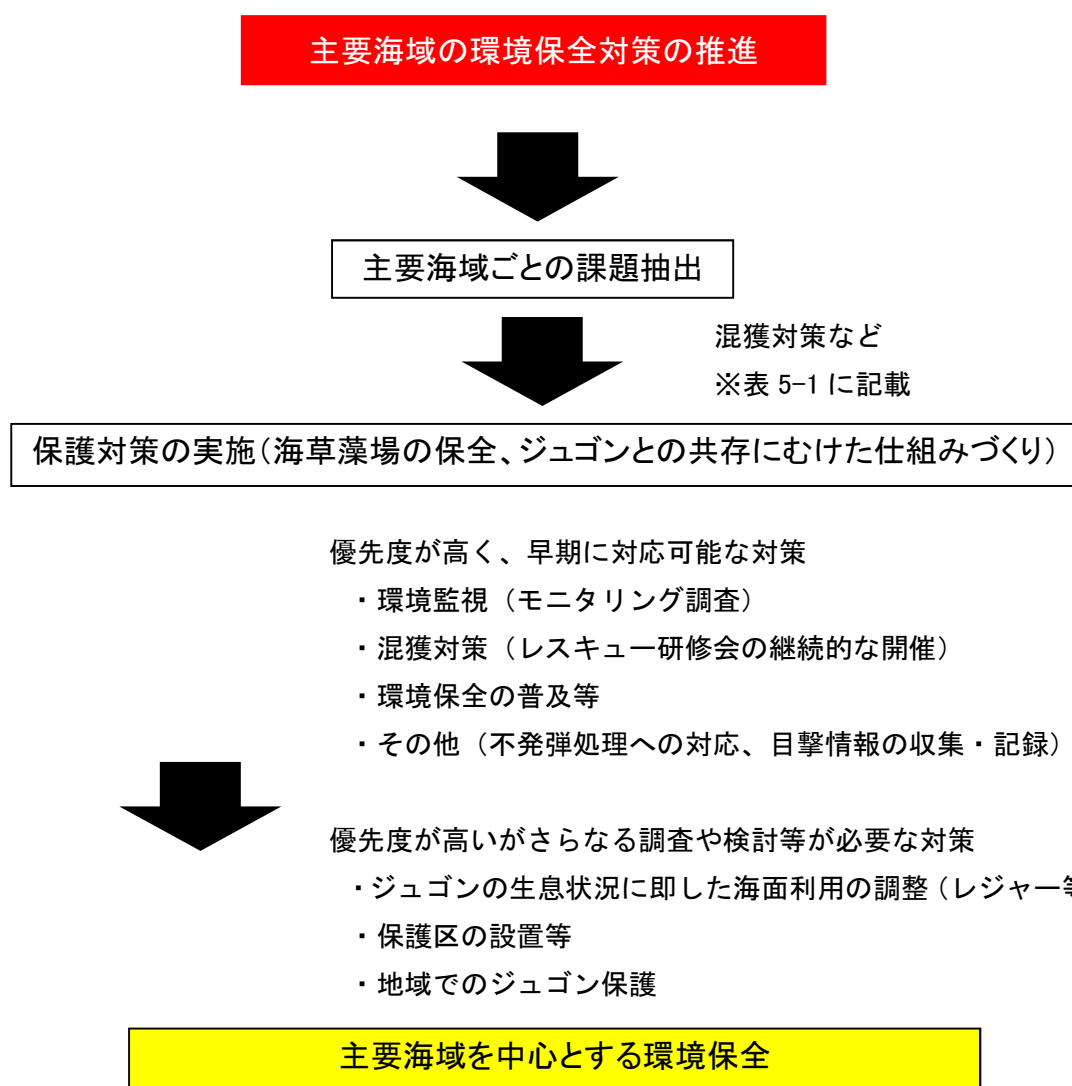 主要海域の環境保全対策の推進
主要海域ごとの課題抽出
混獲対策など
※表 5-1 に記載
保護対策の実施(海草藻場の保全、ジュゴンとの共存にむけた仕組みづくり)
優先度が高く、早期に対応可能な対策
・環境監視（モニタリング調査）
・混獲対策（レスキュー研修会の継続的な開催）
・環境保全の普及等
・その他（不発弾処理への対応、目撃情報の収集・記録）
優先度が高いがさらなる調査や検討等が必要な対策
・ジュゴンの生息状況に即した海面利用の調整（レジャー等
・保護区の設置等
・地域でのジュゴン保護
主要海域を中心とする環境保全